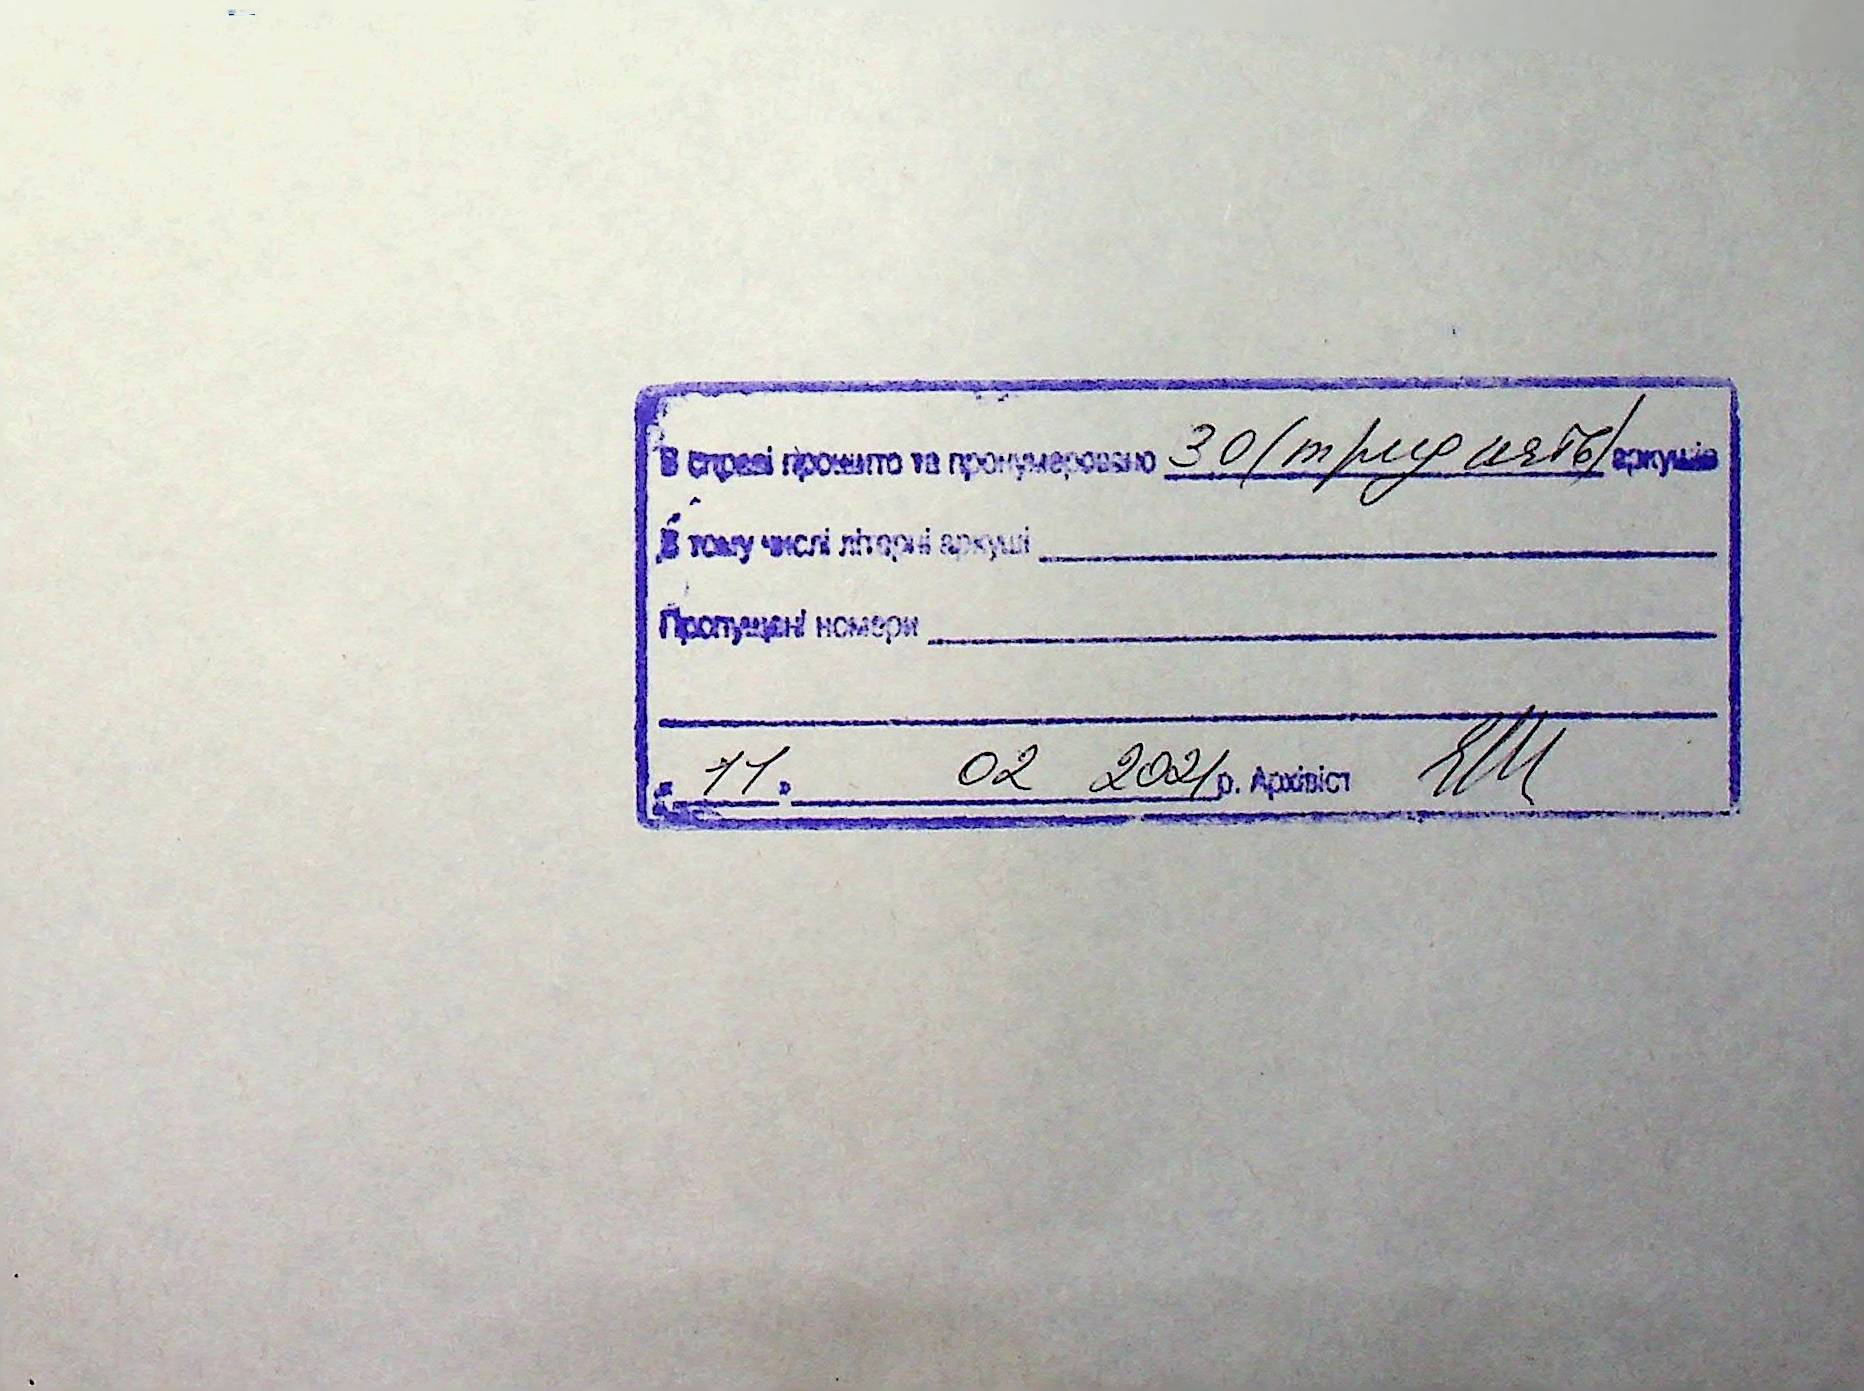 В справі прошито та пронумеровано 30 (тридцять) аркушів
В тому числі літерні аркуші
Пропущені номери
"11" 02 2021 р. Архівіст